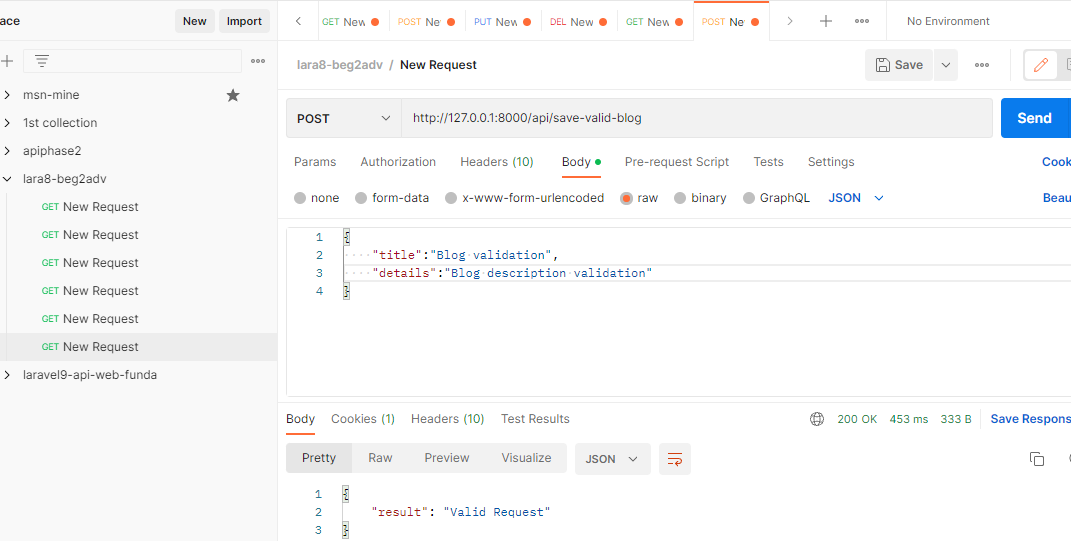 ace New Import GET New POST Ne PUT New DEL New GET New POST Ne No Environment
lara8-beg2adv / New Request Save
msn-mine
1st collection
apiphase2
lara8-beg2adv
GET New Request
GET New Request
GET New Request
GET New Request
GET New Request
GET New Request
laravel9-api-web-funda
POST http://127.0.0.1:8000/api/save-valid-blog Send
Params Authorization Headers (10) Body Pre-request Script Tests Settings Cook
none form-data x-www-form-urlencoded raw binary GraphQL JSON Beau
1 {
2 "title":"Blog validation",
3 "details":"Blog description validation"
4 }
Body Cookies (1) Headers (10) Test Results 200 OK 453 ms 333 B Save Respons
Pretty Raw Preview Visualize JSON
1 {
2 "result": "Valid Request"
3 }